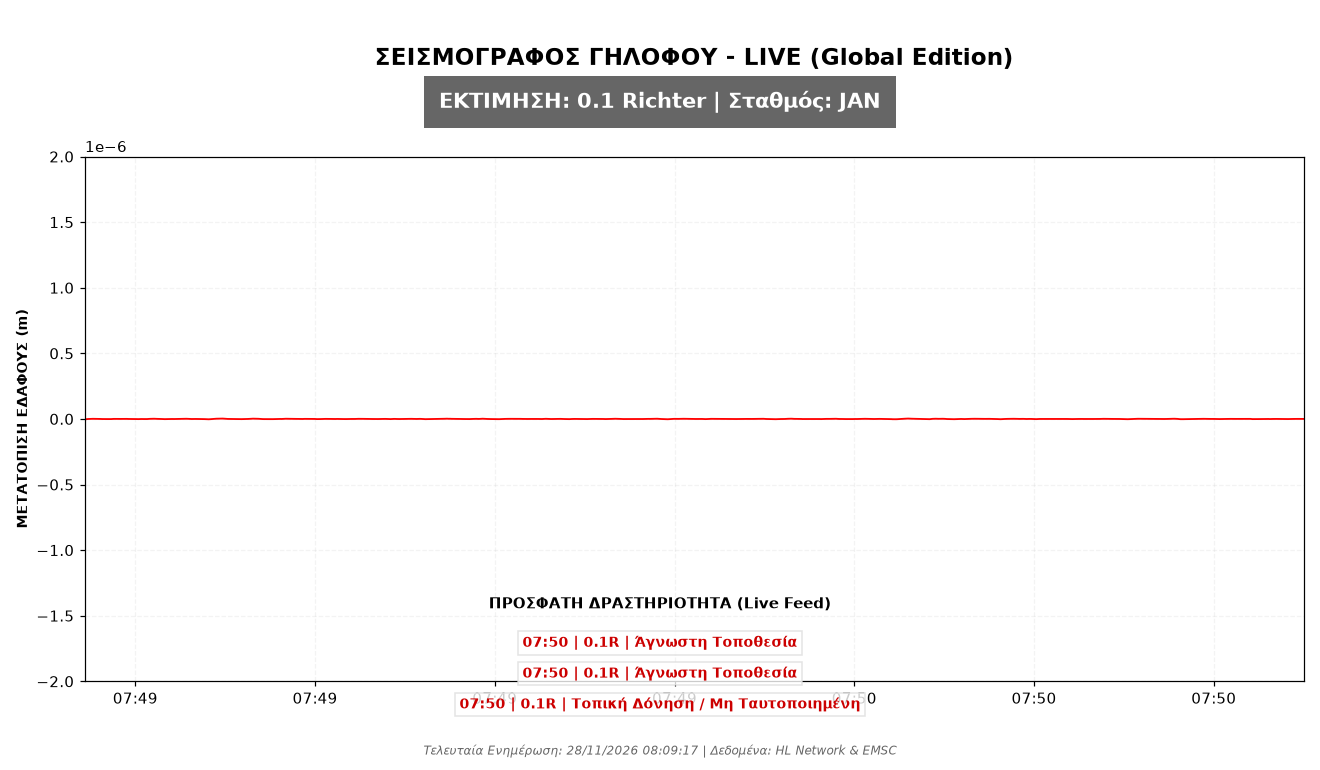 ΣΕΙΣΜΟΓΡΑΦΟΣ ΓΗΛΟΦΟΥ - LIVE (Global Edition)
ΕΚΤΙΜΗΣΗ: 0.1 Richter | Σταθμός: JAN
1e−6
2.0
1.5
1.0
0.5
0.0
−0.5
−1.0
−1.5
−2.0
ΜΕΤΑΤΟΠΙΣΗ ΕΔΑΦΟΥΣ (m)
ΠΡΟΣΦΑΤΗ ΔΡΑΣΤΗΡΙΟΤΗΤΑ (Live Feed)
07:50 | 0.1R | Άγνωστη Τοποθεσία
07:50 | 0.1R | Άγνωστη Τοποθεσία
07:49 07:49 07:49 07:49 07:50 07:50 07:50
07:50 | 0.1R | Τοπική Δόνηση / Μη Ταυτοποιημένη
Τελευταία Ενημέρωση: 28/11/2026 08:09:17 | Δεδομένα: HL Network & EMSC